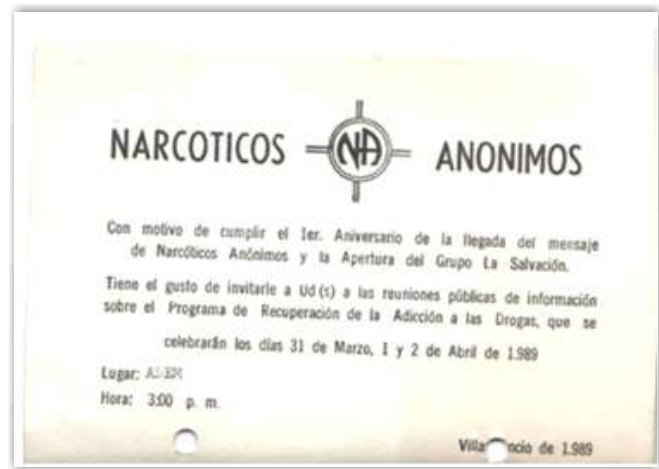 NARCOTICOS NA ANONIMOS
Con motivo de cumplir el 1er. Aniversario de la llegada del mensaje
de Narcóticos Anónimos y la Apertura del Grupo La Salvación.
Tiene el gusto de invitarle a Ud(s) a las reuniones públicas de información
sobre el Programa de Recuperación de la Adicción a las Drogas, que se
celebrarán los días 31 de Marzo, 1 y 2 de Abril de 1.989
Lugar:
Hora: 3:00 p. m.
de 1.989